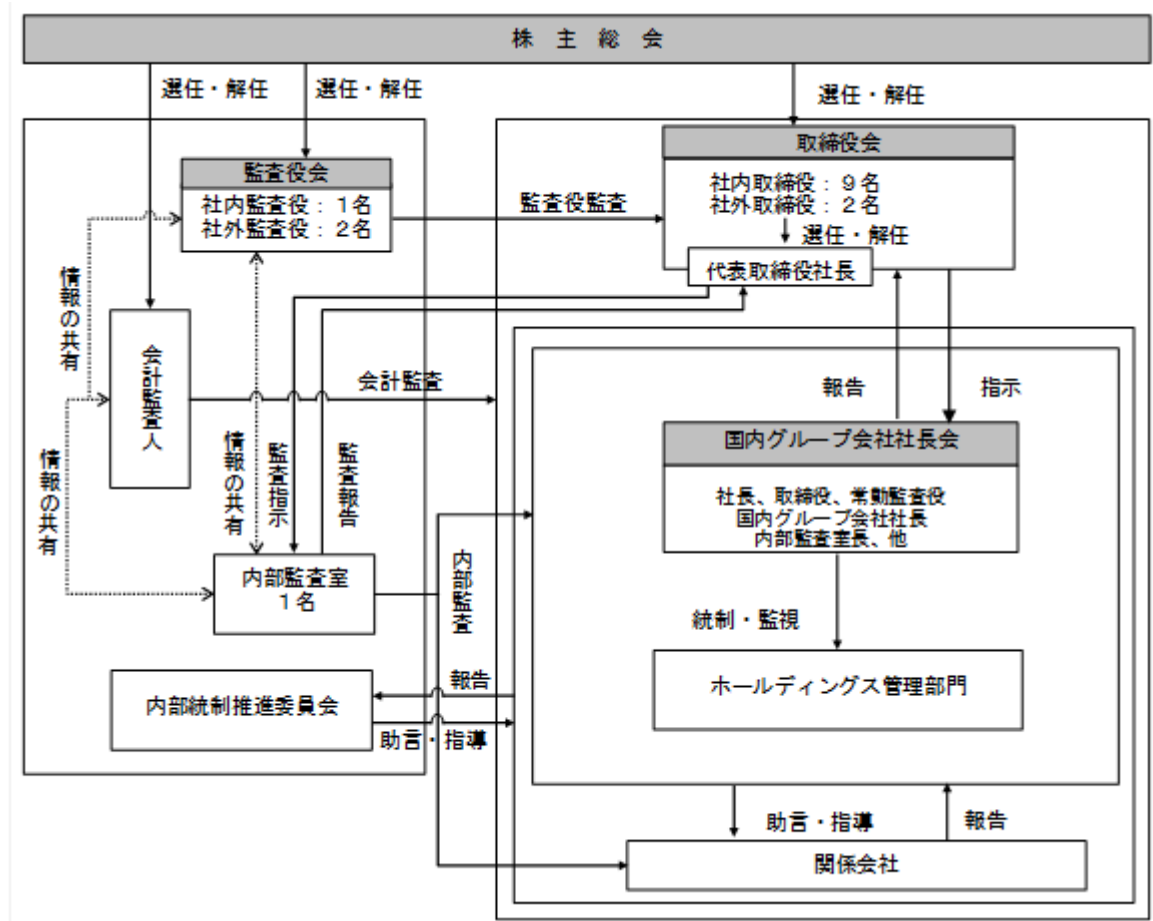 株　主　総　会
選任・解任
選任・解任
選任・解任
監査役会
社内監査役：１名
社外監査役：２名
監査役監査
取締役会
社内取締役：９名
社外取締役：２名
選任・解任
代表取締役社長
情報の共有
会計監査人
会計監査
報告
指示
情報の共有
情報の共有
監査指示
監査報告
国内グループ会社社長会
社長、取締役、常勤監査役
国内グループ会社社長
内部監査室長、他
内部監査室
１名
内部監査
統制・監視
ホールディングス管理部門
内部統制推進委員会
報告
助言・指導
助言・指導
報告
関係会社